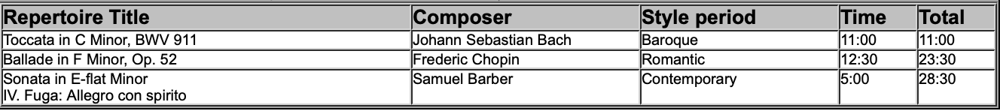 Repertoire Title Composer Style period Time Total
Toccata in C Minor, BWV 911 Johann Sebastian Bach Baroque 11:00 11:00
Ballade in F Minor, Op. 52 Frederic Chopin Romantic 12:30 23:30
Sonata in E-flat Minor Samuel Barber Contemporary 5:00 28:30
IV. Fuga: Allegro con spirito